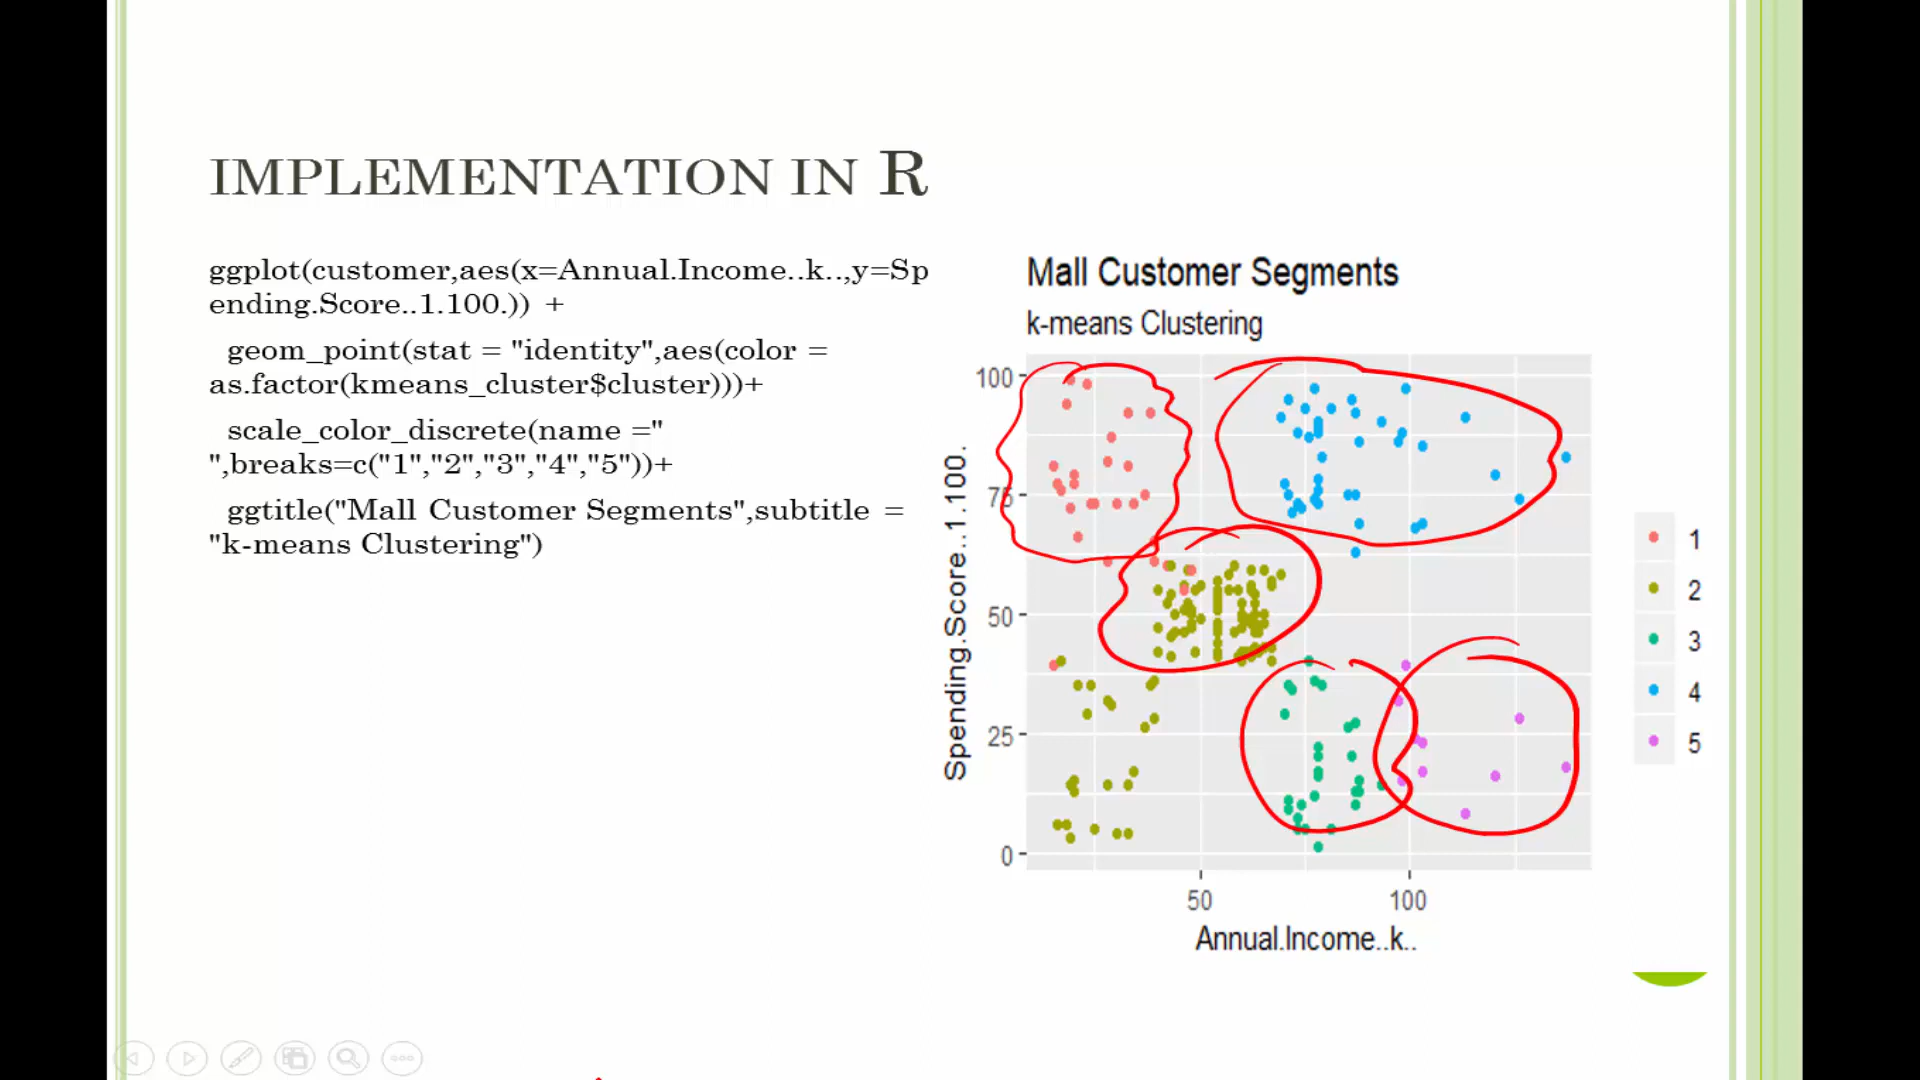 IMPLEMENTATION IN R
ggplot(customer,aes(x=Annual.Income..k..,y=Sp
ending.Score..1.100.)) +
geom_point(stat = "identity",aes(color =
as.factor(kmeans_cluster$cluster)))+
scale_color_discrete(name ="
",breaks=c("1","2","3","4","5"))+
ggtitle("Mall Customer Segments",subtitle =
"k-means Clustering")
Mall Customer Segments
k-means Clustering
100
75
50
25
0
Spending.Score..1.100.
50 100
Annual.Income..k..
1
2
3
4
5